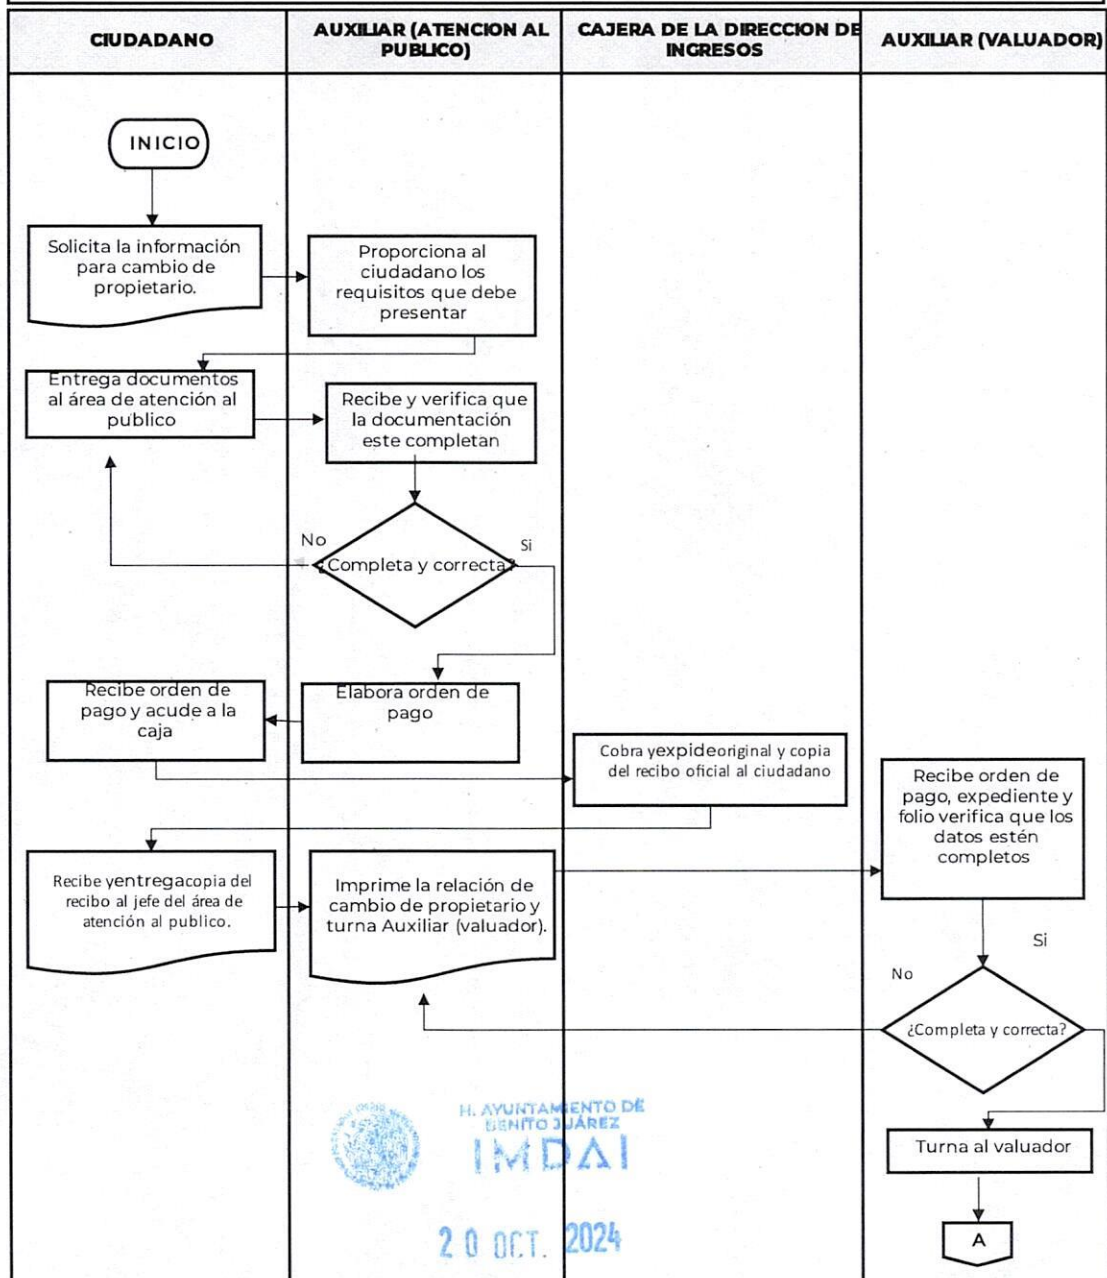 CIUDADANO
AUXILIAR (ATENCION AL
PUBLICO)
CAJERA DE LA DIRECCION DE
INGRESOS
AUXILIAR (VALUADOR)
INICIO
Solicita la información
para cambio de
propietario.
Proporciona al
ciudadano los
requisitos que debe
presentar
Entrega documentos
al área de atención al
publico
Recibe y verifica que
la documentación
este completan
No
Si
¿Completa y correcta?
Recibe orden de
pago y acude a la
caja
Elabora orden de
pago
Cobra yexpideoriginal y copia
del recibo oficial al ciudadano
Recibe orden de
pago, expediente y
folio verifica que los
datos estén
completos
Recibe yentregacopia del
recibo al jefe del área de
atención al publico.
Imprime la relación de
cambio de propietario y
turna Auxiliar (valuador).
Si
No
¿Completa y correcta?
Turna al valuador
A
H. AYUNTAMIENTO DE
BENITO JUÁREZ
IMDAI
20 OCT. 2024